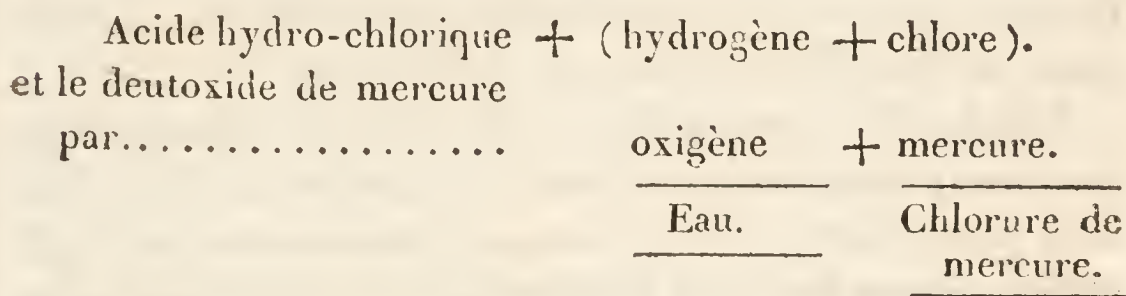 Acide hydro-chlorique + (hydrogène + chlore).
et le deutoxide de mercure
par................... oxigène + mercure.
Eau. Chlorure de
mercure.